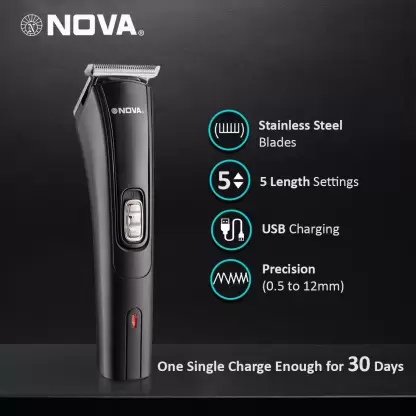 NOVA®
NOVA.
Stainless Steel
Blades
5
5 Length Settings
USB Charging
Precision
(0.5 to 12mm)
One Single Charge Enough for 30 Days